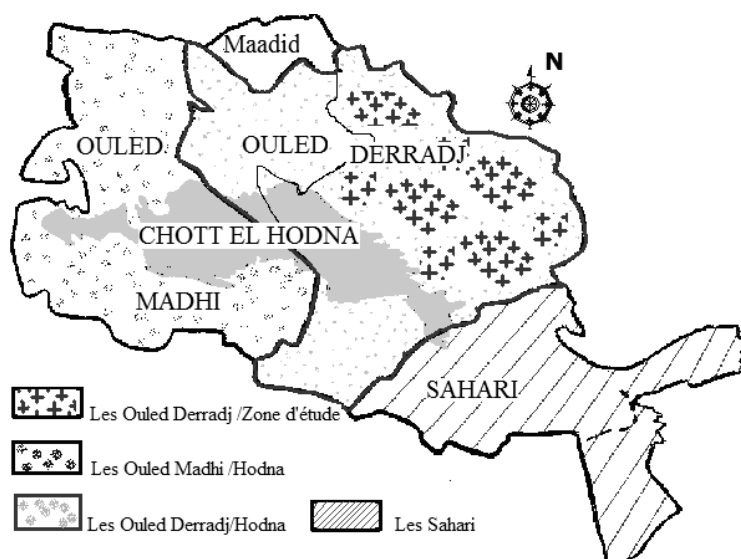 Maadid
N
OULED
OULED
DERRADJ
CHOTT EL HODNA
MADHI
SAHARI
Les Ouled Derradj /Zone d'étude
Les Ouled Madhi /Hodna
Les Ouled Derradj/Hodna
Les Sahari